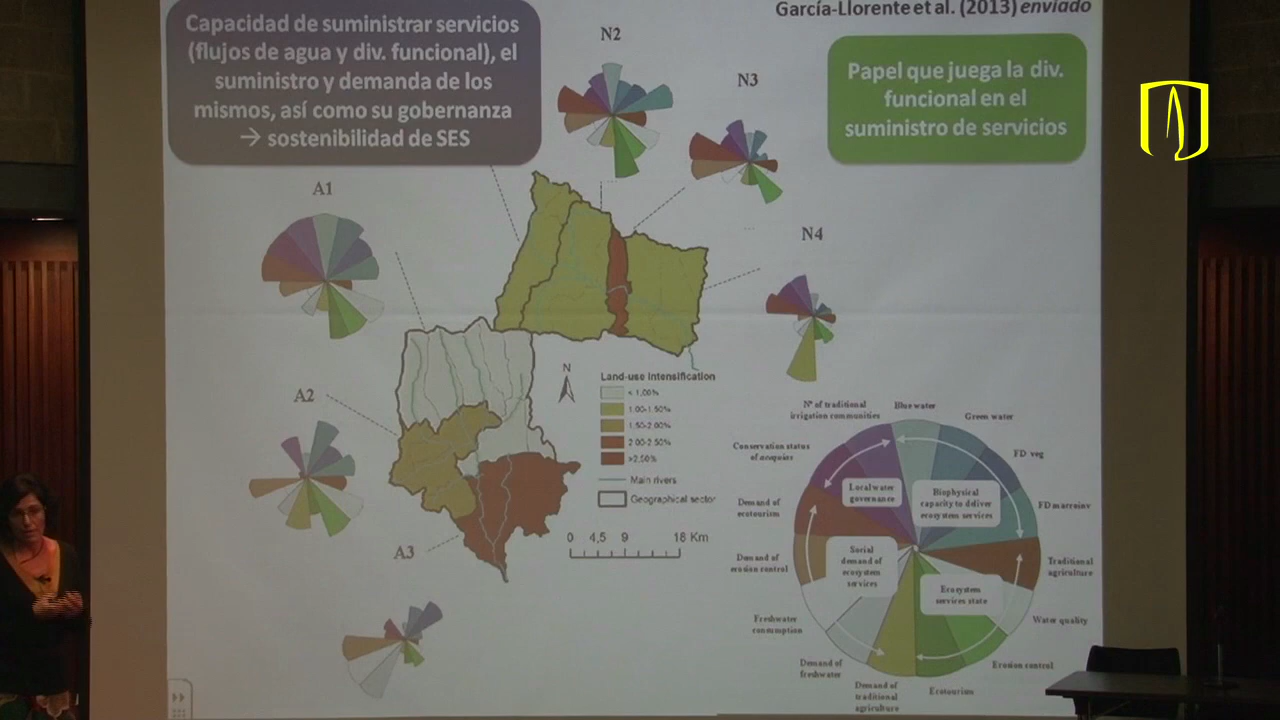 Capacidad de suministrar servicios
(flujos de agua y div. funcional), el
suministro y demanda de los
mismos, así como su gobernanza
→ sostenibilidad de SES
García-Llorente et al. (2013) enviado
Papel que juega la div.
funcional en el
suministro de servicios
N2
N3
A1
N4
A2
A3
N
Land-use intensification
< 1,00%
1.00-1.50%
1,50-2.00%
2 00-2.50%
>2,50%
Main rivers
Geographical sector
0 4,5 9 18 Km
Nº of traditional
irrigation communities
Blue water
Green water
FD veg
FD macroinv
Traditional
agriculture
Water quality
Erosion control
Ecotourism
Demand of
traditional
agriculture
Demand of
freshwater
Freshwater
consumption
Demand of
erosion control
Demand of
ecotourism
Conservation status
of acequias
Local water
governance
Biophysical
capacity to deliver
ecosystem services
Social
demand of
ecosystem
services
Ecosystem
services state